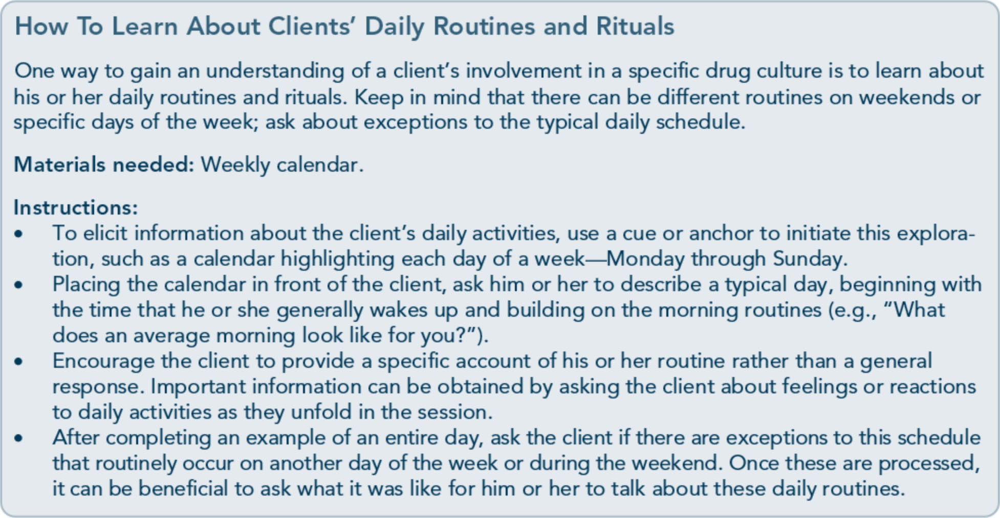 How To Learn About Clients’ Daily Routines and Rituals
One way to gain an understanding of a client’s involvement in a specific drug culture is to learn about
his or her daily routines and rituals. Keep in mind that there can be different routines on weekends or
specific days of the week; ask about exceptions to the typical daily schedule.
Materials needed: Weekly calendar.
Instructions:
• To elicit information about the client’s daily activities, use a cue or anchor to initiate this explora-
tion, such as a calendar highlighting each day of a week—Monday through Sunday.
• Placing the calendar in front of the client, ask him or her to describe a typical day, beginning with
the time that he or she generally wakes up and building on the morning routines (e.g., “What
does an average morning look like for you?”).
• Encourage the client to provide a specific account of his or her routine rather than a general
response. Important information can be obtained by asking the client about feelings or reactions
to daily activities as they unfold in the session.
• After completing an example of an entire day, ask the client if there are exceptions to this schedule
that routinely occur on another day of the week or during the weekend. Once these are processed,
it can be beneficial to ask what it was like for him or her to talk about these daily routines.